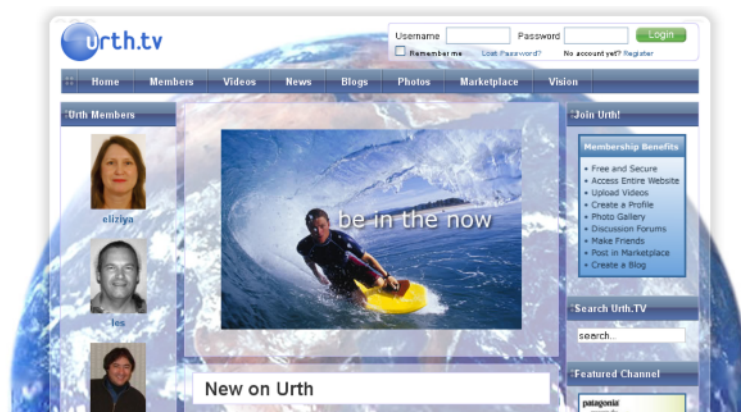 urth.tv
Username Password Login
Remember me Lost Password? No account yet? Register
Home Members Videos News Blogs Photos Marketplace Vision
Urth Members
eliziya
les
be in the now
New on Urth
Join Urth!
Membership Benefits
Free and Secure
Access Entire Website
Upload Videos
Create a Profile
Photo Gallery
Discussion Forums
Make Friends
Post in Marketplace
Create a Blog
Search Urth.TV
search...
Featured Channel
patagonia